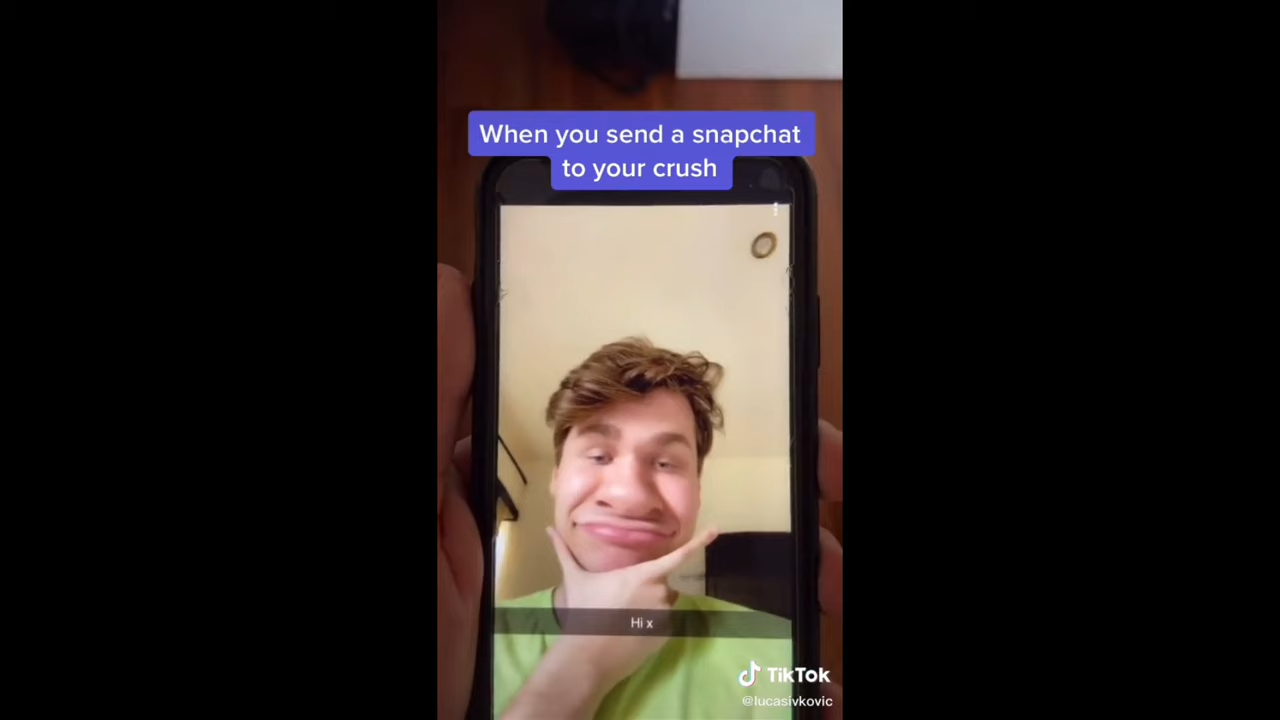 When you send a snapchat
to your crush
Hi x
TikTok
@lucasivkovic